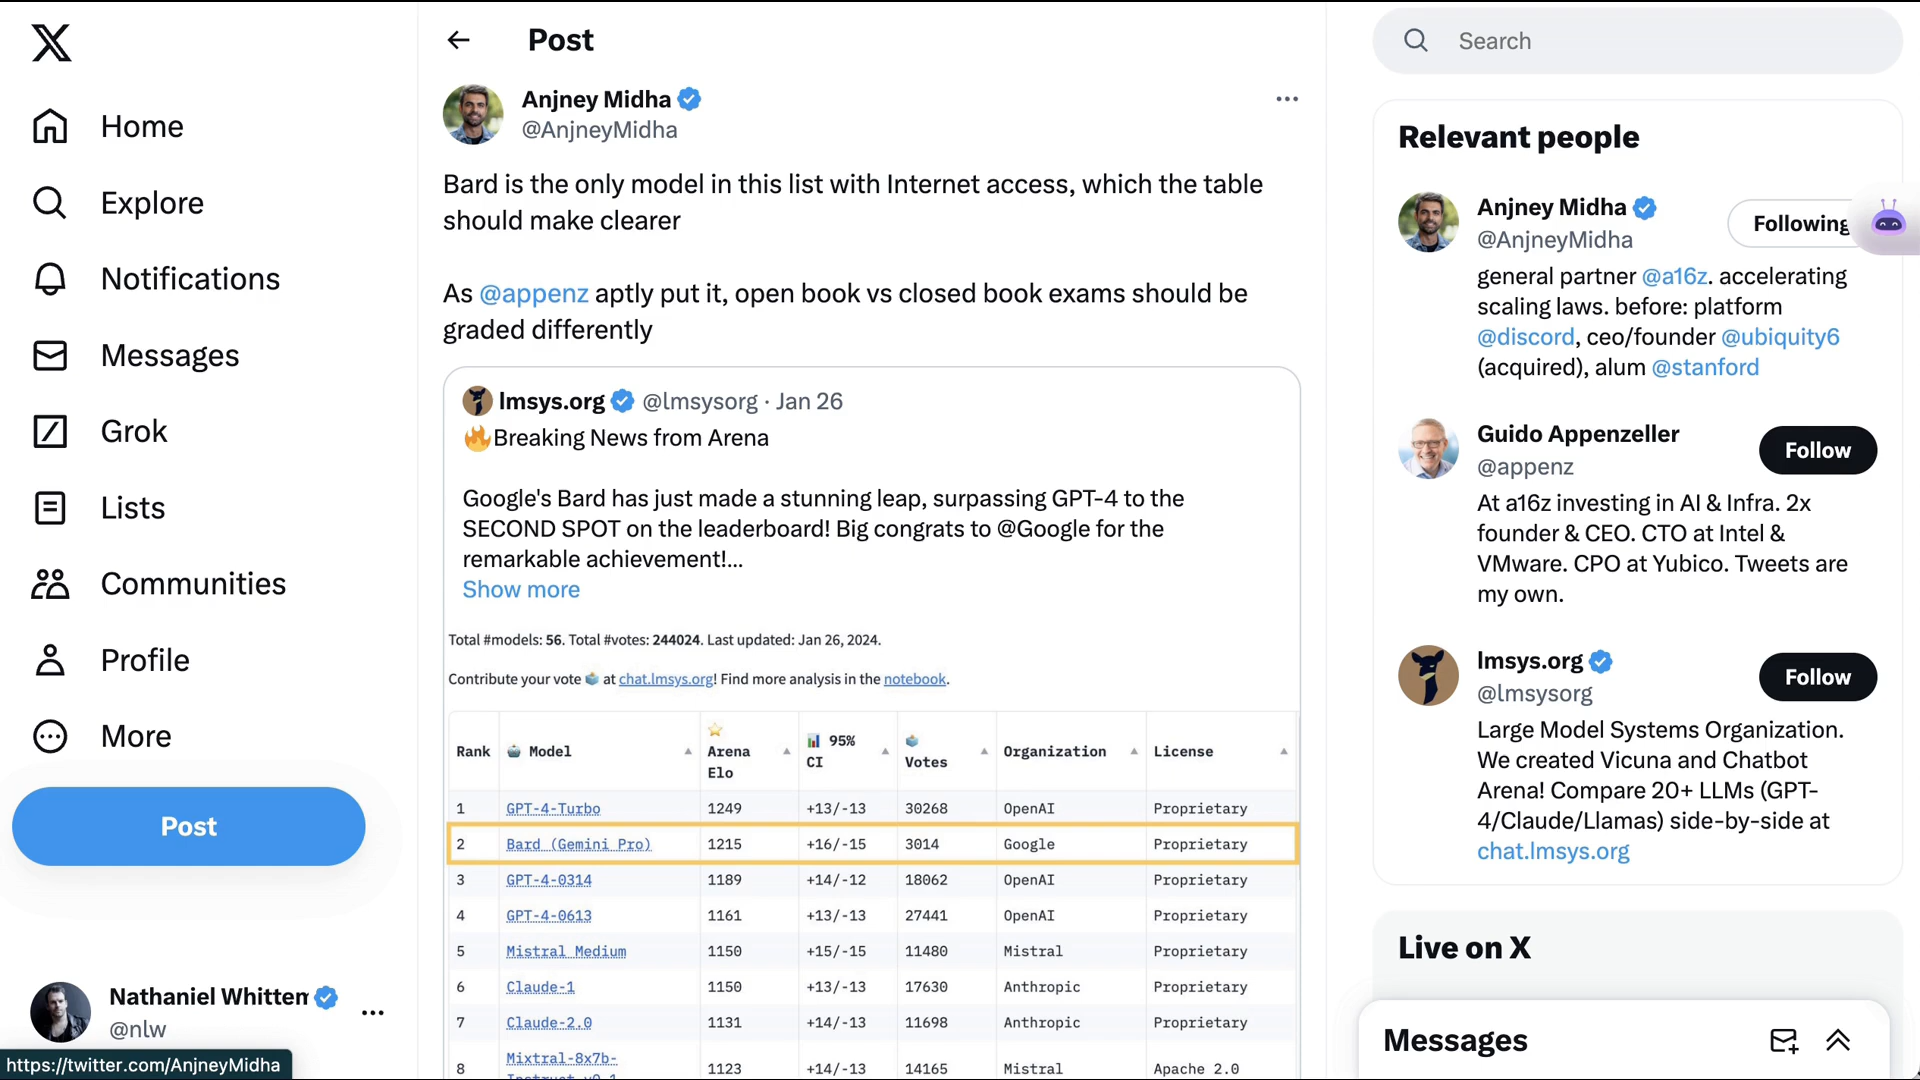 Home
Explore
Notifications
Messages
Grok
Lists
Communities
Profile
More
Post
Nathaniel Whittem
@nlw
https://twitter.com/AnjneyMidha
Post
Anjney Midha
@AnjneyMidha
Bard is the only model in this list with Internet access, which the table
should make clearer
As @appenz aptly put it, open book vs closed book exams should be
graded differently
lmsys.org @lmsysorg · Jan 26
🔥Breaking News from Arena
Google's Bard has just made a stunning leap, surpassing GPT-4 to the
SECOND SPOT on the leaderboard! Big congrats to @Google for the
remarkable achievement!...
Show more
Total #models: 56. Total #votes: 244024. Last updated: Jan 26, 2024.
Contribute your vote 🗳️ at chat.lmsys.org! Find more analysis in the notebook.
Rank 🤖 Model ⭐ Arena Elo 📊 95% CI 🗳️ Votes Organization License
1 GPT-4-Turbo 1249 +13/-13 30268 OpenAI Proprietary
2 Bard (Gemini Pro) 1215 +16/-15 3014 Google Proprietary
3 GPT-4-0314 1189 +14/-12 18062 OpenAI Proprietary
4 GPT-4-0613 1161 +13/-13 27441 OpenAI Proprietary
5 Mistral Medium 1150 +15/-15 11480 Mistral Proprietary
6 Claude-1 1150 +13/-13 17630 Anthropic Proprietary
7 Claude-2.0 1131 +14/-13 11698 Anthropic Proprietary
8 Mixtral-8x7b- 1123 +14/-13 14165 Mistral Apache 2.0
Search
Relevant people
Anjney Midha
@AnjneyMidha
Following
general partner @a16z. accelerating
scaling laws. before: platform
@discord, ceo/founder @ubiquity6
(acquired), alum @stanford
Guido Appenzeller
@appenz
Follow
At a16z investing in AI & Infra. 2x
founder & CEO. CTO at Intel &
VMware. CPO at Yubico. Tweets are
my own.
lmsys.org
@lmsysorg
Follow
Large Model Systems Organization.
We created Vicuna and Chatbot
Arena! Compare 20+ LLMs (GPT-
4/Claude/Llamas) side-by-side at
chat.lmsys.org
Live on X
Messages